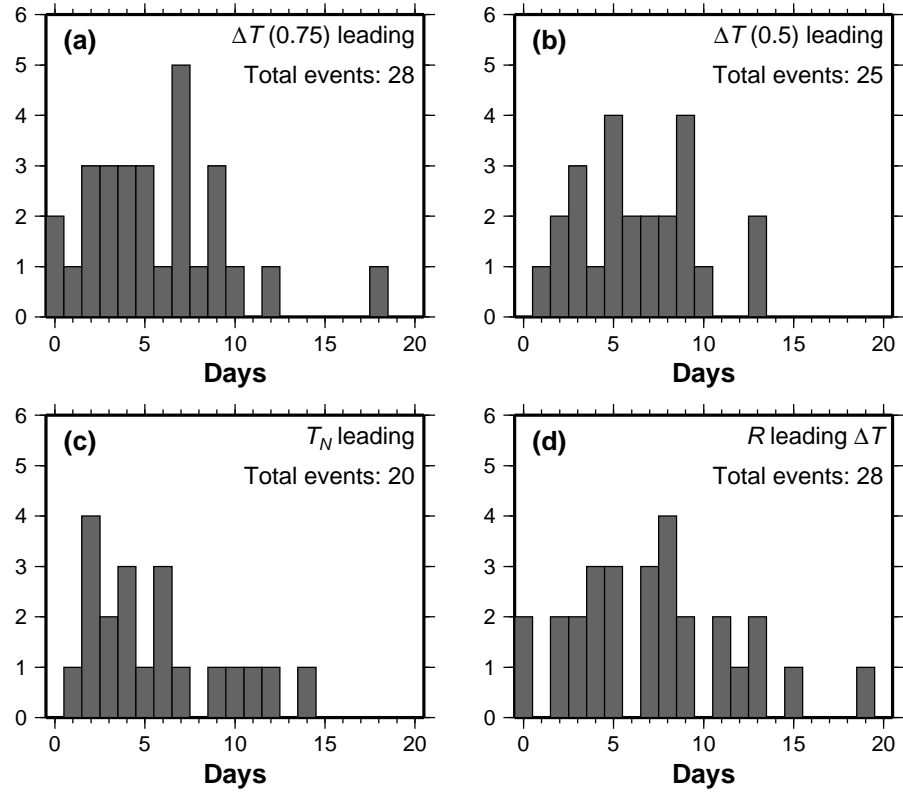 (a)
ΔT (0.75) leading
Total events: 28
6
5
4
3
2
1
0
0 5 10 15 20
Days
(b)
ΔT (0.5) leading
Total events: 25
6
5
4
3
2
1
0
0 5 10 15 20
Days
(c)
T_N leading
Total events: 20
6
5
4
3
2
1
0
0 5 10 15 20
Days
(d)
R leading ΔT
Total events: 28
6
5
4
3
2
1
0
0 5 10 15 20
Days